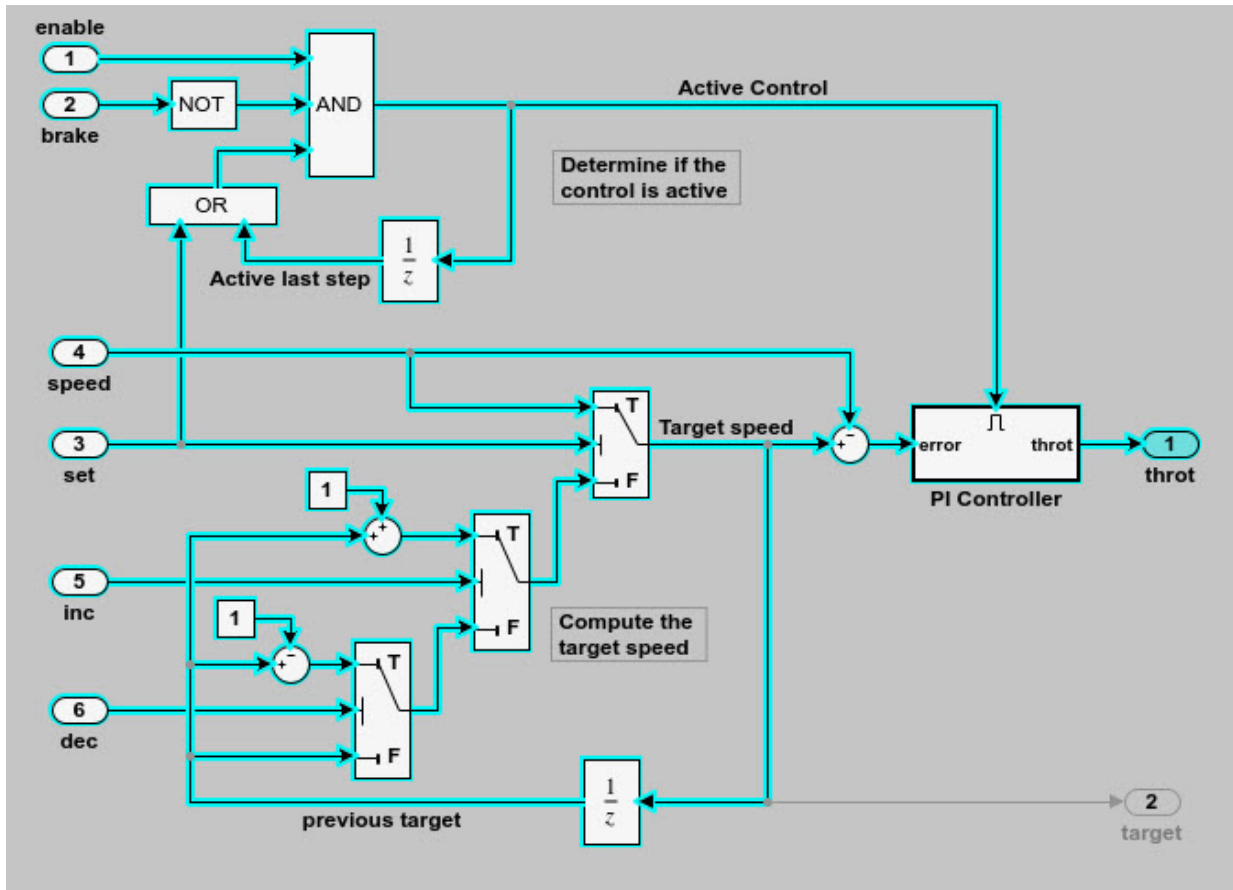 enable
1
2
brake
NOT
AND
Active Control
Determine if the
control is active
OR
1
z
Active last step
4
speed
3
set
T
F
Target speed
+
−
error
throt
PI Controller
1
throt
1
+
+
T
F
5
inc
1
+
−
T
F
Compute the
target speed
6
dec
1
z
previous target
2
target